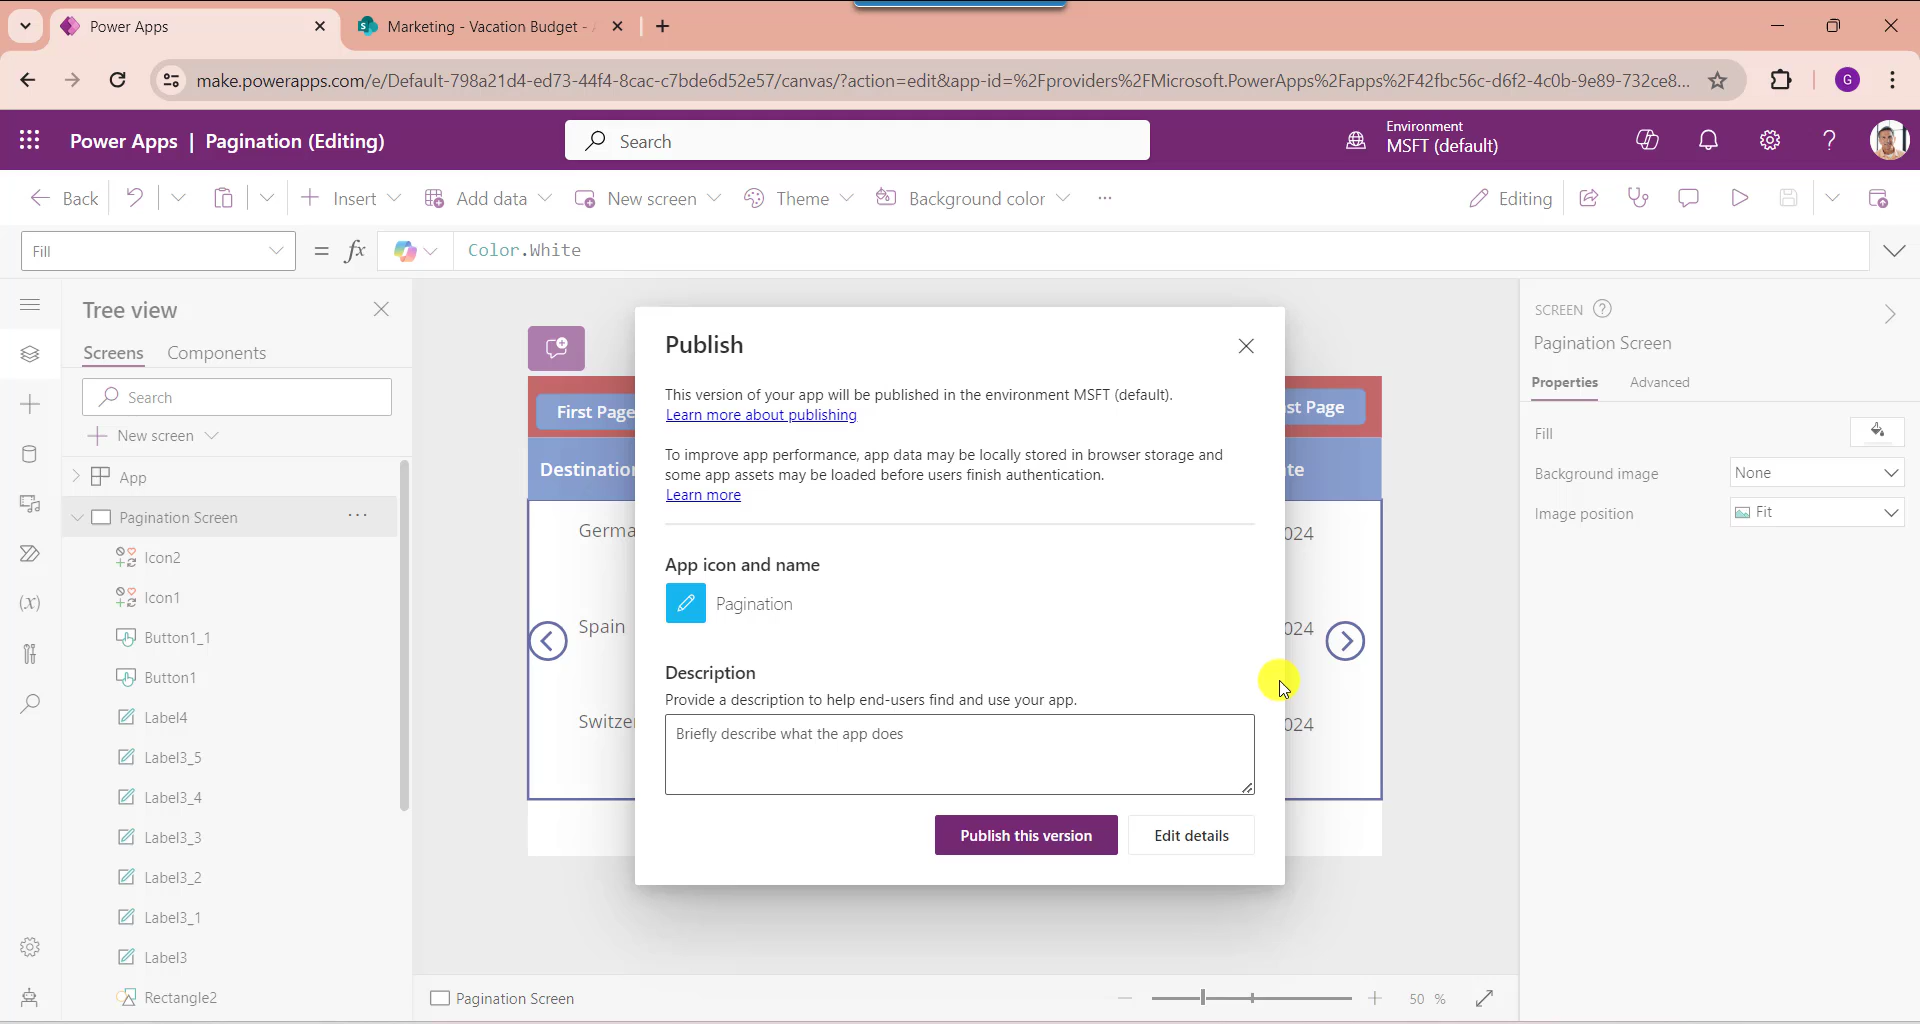 Power Apps
Marketing - Vacation Budget -
make.powerapps.com/e/Default-798a21d4-ed73-44f4-8cac-c7bde6d52e57/canvas/?action=edit&app-id=%2Fproviders%2FMicrosoft.PowerApps%2Fapps%2F42fbc56c-d6f2-4c0b-9e89-732ce8...
G
Power Apps | Pagination (Editing)
Search
Environment
MSFT (default)
Back
Insert
Add data
New screen
Theme
Background color
Editing
Fill
= fx
Color.White
Tree view
Screens
Components
Search
New screen
App
Pagination Screen
Icon2
Icon1
Button1_1
Button1
Label4
Label3_5
Label3_4
Label3_3
Label3_2
Label3_1
Label3
Rectangle2
First Page
st Page
Destination
te
Germa
024
Spain
024
Switzer
024
Publish
This version of your app will be published in the environment MSFT (default).
Learn more about publishing
To improve app performance, app data may be locally stored in browser storage and
some app assets may be loaded before users finish authentication.
Learn more
App icon and name
Pagination
Description
Provide a description to help end-users find and use your app.
Briefly describe what the app does
Publish this version
Edit details
SCREEN
Pagination Screen
Properties
Advanced
Fill
Background image
None
Image position
Fit
Pagination Screen
50 %